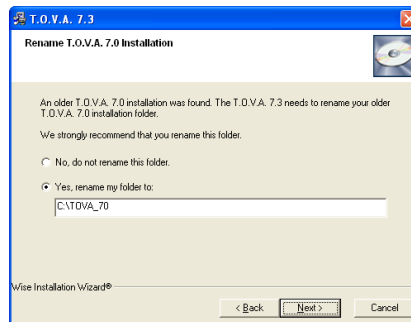 T.O.V.A. 7.3
Rename T.O.V.A. 7.0 Installation
An older T.O.V.A. 7.0 installation was found. The T.O.V.A. 7.3 needs to rename your older
T.O.V.A. 7.0 installation folder.
We strongly recommend that you rename this folder.
No, do not rename this folder.
Yes, rename my folder to:
C:\TOVA_70
Wise Installation Wizard®
< Back
Next >
Cancel